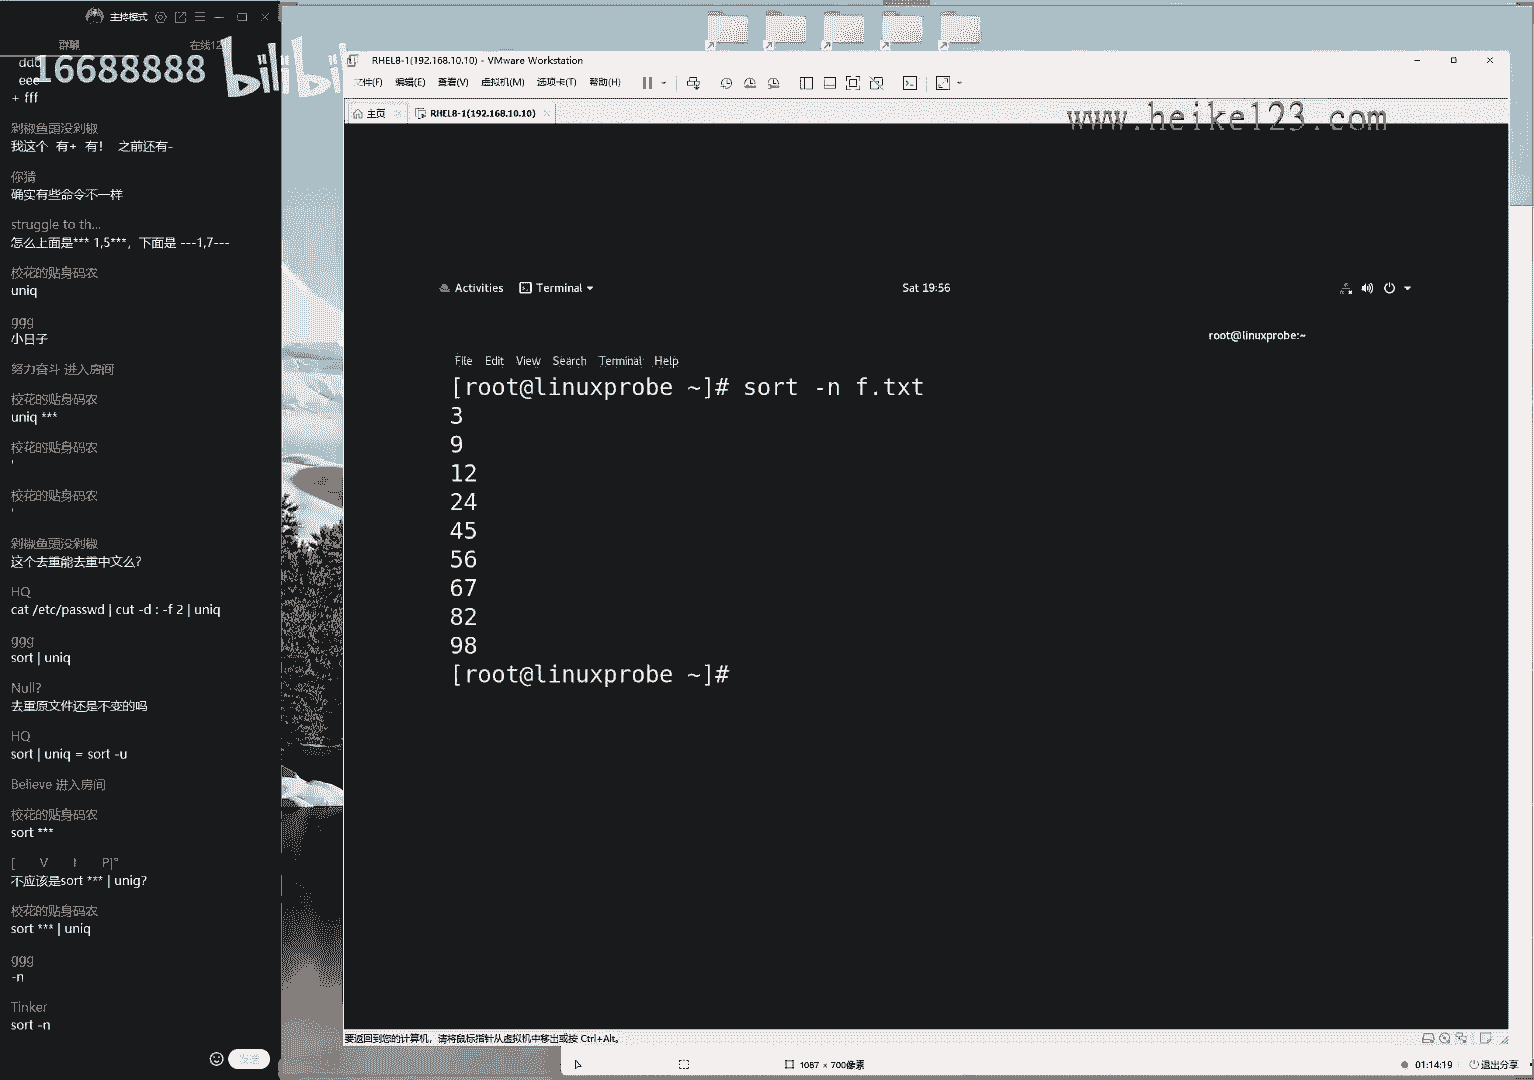 主持模式
群聊
在线12
ddd
16688888
bilibili
eee
+ fff
剁椒鱼頭没剁椒
我这个 有+ 有！ 之前还有-
你猜
确实有些命令不一样
struggle to th...
怎么上面是*** 1,5***，下面是 ---1,7---
校花的贴身码农
uniq
ggg
小日子
努力奋斗 进入房间
校花的贴身码农
uniq ***
校花的贴身码农
'
校花的贴身码农
'
剁椒鱼頭没剁椒
这个去重能去重中文么？
HQ
cat /etc/passwd | cut -d : -f 2 | uniq
ggg
sort | uniq
Null?
去重原文件还是不变的吗
HQ
sort | uniq = sort -u
Believe 进入房间
校花的贴身码农
sort ***
[ V I P]°
不应该是sort *** | unig?
校花的贴身码农
sort *** | uniq
ggg
-n
Tinker
sort -n
发送
RHEL8-1(192.168.10.10) - VMware Workstation
文件(F) 编辑(E) 查看(V) 虚拟机(M) 选项卡(T) 帮助(H)
主页
RHEL8-1(192.168.10.10)
www.heike123.com
Activities
Terminal
Sat 19:56
root@linuxprobe:~
File Edit View Search Terminal Help
[root@linuxprobe ~]# sort -n f.txt
3
9
12
24
45
56
67
82
98
[root@linuxprobe ~]#
要返回到您的计算机，请将鼠标指针从虚拟机中移出或按 Ctrl+Alt。
1087 × 700像素
01:14:19
退出分享